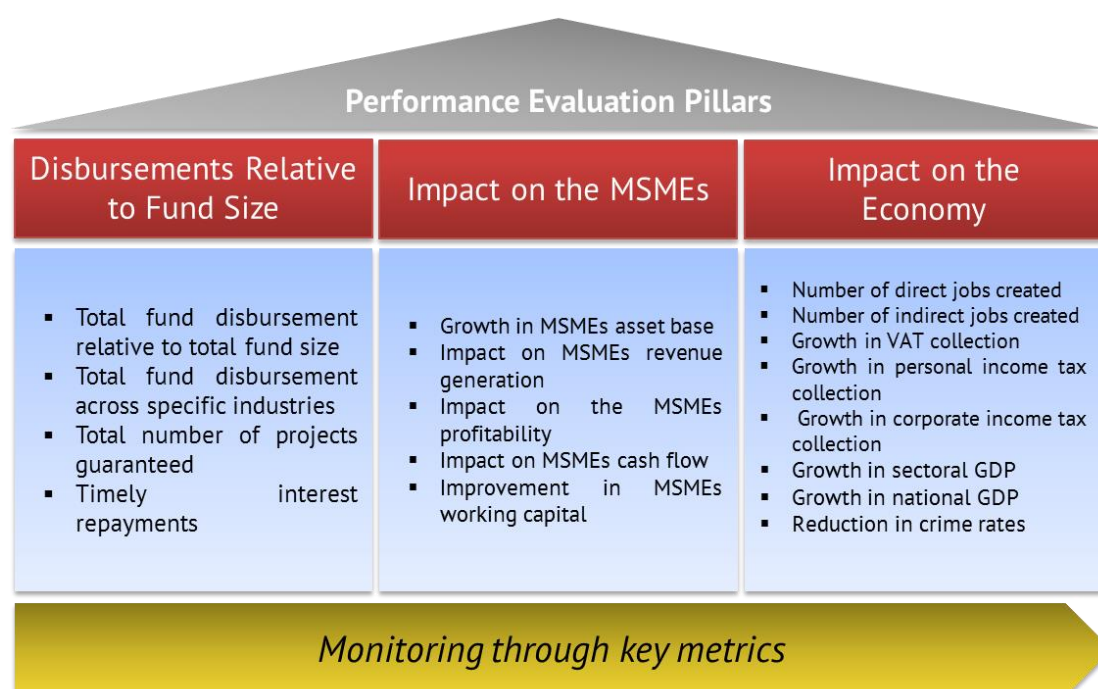 Performance Evaluation Pillars
Disbursements Relative
to Fund Size
Impact on the MSMEs
Impact on the
Economy
▪ Total fund disbursement
relative to total fund size
▪ Total fund disbursement
across specific industries
▪ Total number of projects
guaranteed
▪ Timely interest
repayments
▪ Growth in MSMEs asset base
▪ Impact on MSMEs revenue
generation
▪ Impact on the MSMEs
profitability
▪ Impact on MSMEs cash flow
▪ Improvement in MSMEs
working capital
▪ Number of direct jobs created
▪ Number of indirect jobs created
▪ Growth in VAT collection
▪ Growth in personal income tax
collection
▪ Growth in corporate income tax
collection
▪ Growth in sectoral GDP
▪ Growth in national GDP
▪ Reduction in crime rates
Monitoring through key metrics